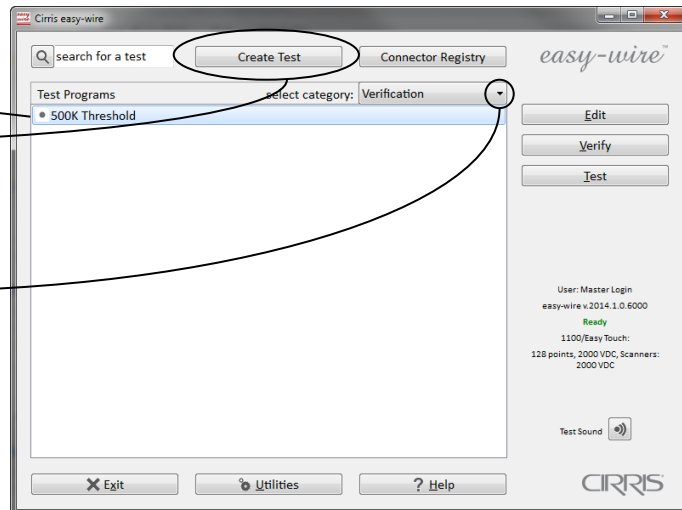 Cirris easy-wire
search for a test
Create Test
Connector Registry
easy-wire™
Test Programs
select category:
Verification
500K Threshold
Edit
Verify
Test
User: Master Login
easy-wire v.2014.1.0.6000
Ready
1100/Easy Touch:
128 points, 2000 VDC, Scanners:
2000 VDC
Test Sound
Exit
Utilities
? Help
CIRRIS